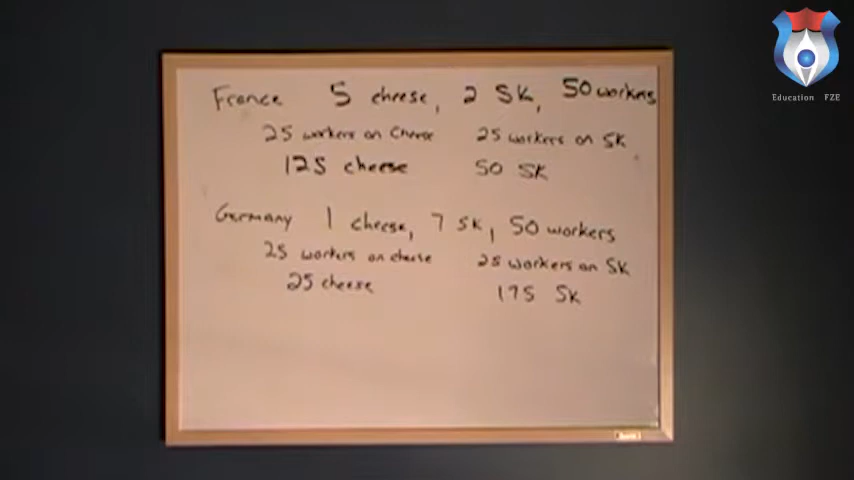 Education FZE
France 5 cheese, 2 SK, 50 workers
25 workers on Cheese 25 workers on SK
125 cheese 50 SK
Germany 1 cheese, 7 SK, 50 workers
25 workers on cheese 25 workers on SK
25 cheese 175 SK